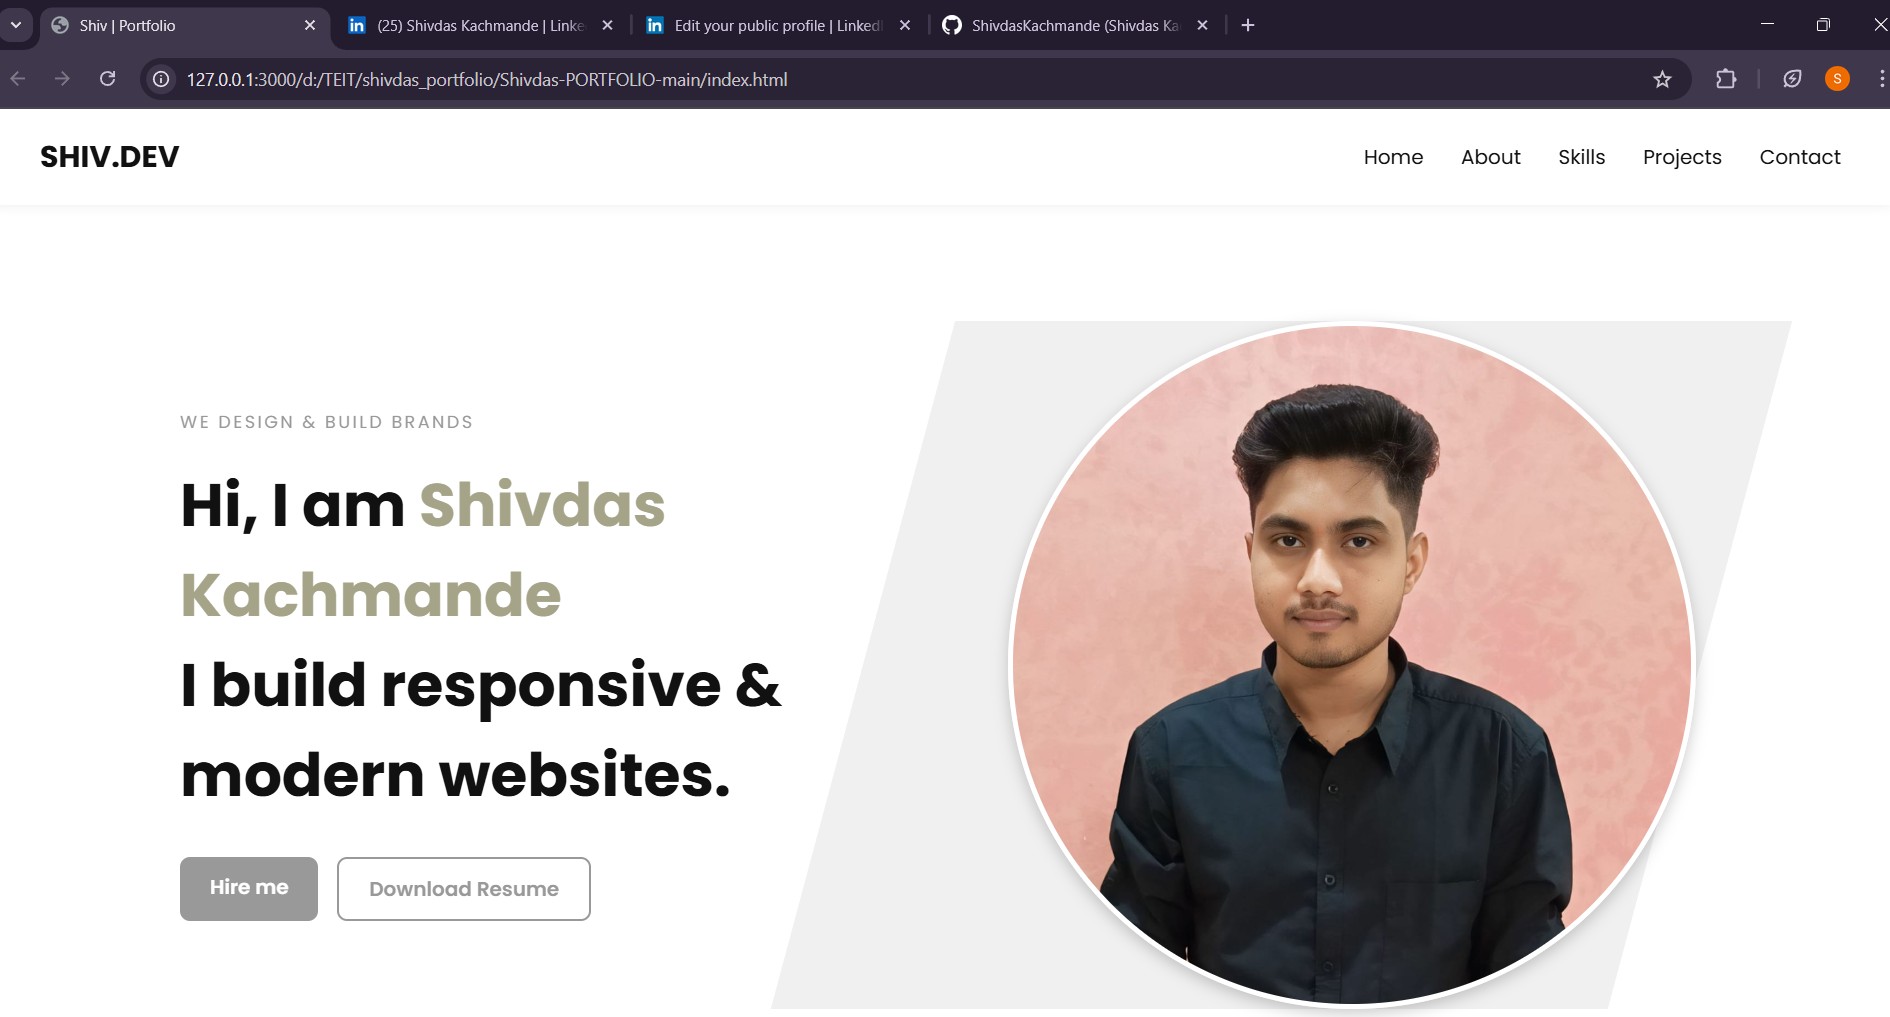 Shiv | Portfolio
(25) Shivdas Kachmande | Linke
Edit your public profile | LinkedI
ShivdasKachmande (Shivdas Ka
127.0.0.1:3000/d:/TEIT/shivdas_portfolio/Shivdas-PORTFOLIO-main/index.html
S
SHIV.DEV
Home
About
Skills
Projects
Contact
WE DESIGN & BUILD BRANDS
Hi, I am Shivdas
Kachmande
I build responsive &
modern websites.
Hire me
Download Resume